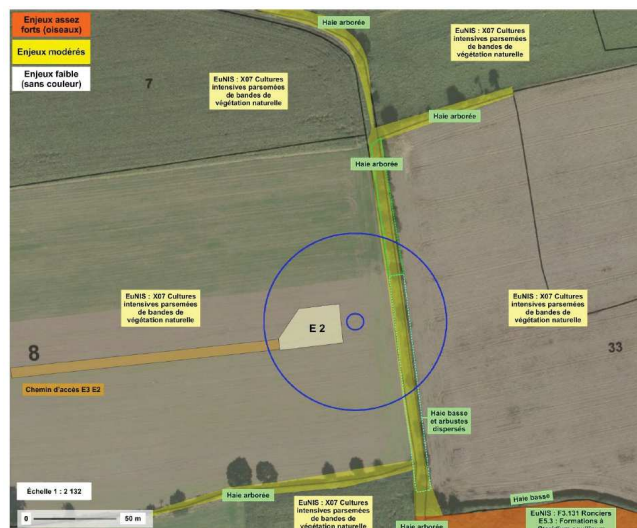 Enjeux assez
forts (oiseaux)
Enjeux modérés
Enjeux faible
(sans couleur)
Haie arborée
EuNIS : X07 Cultures
intensives parsemées
de bandes de
végétation naturelle
7
EuNIS : X07 Cultures
intensives parsemées
de bandes de
végétation naturelle
Haie arborée
Haie arborée
EuNIS : X07 Cultures
intensives parsemées
de bandes de
végétation naturelle
EuNIS : X07 Cultures
intensives parsemées
de bandes de
végétation naturelle
E 2
8
33
Chemin d'accès E3 E2
Haie basse
et arbustes
dispersés
Échelle 1 : 2 132
0 50 m
Haie arborée
EuNIS : X07 Cultures
intensives parsemées
de bandes de
végétation naturelle
Haie basse
Haie arborée
EuNIS : F3.131 Ronciers
E5.3 : Formations à